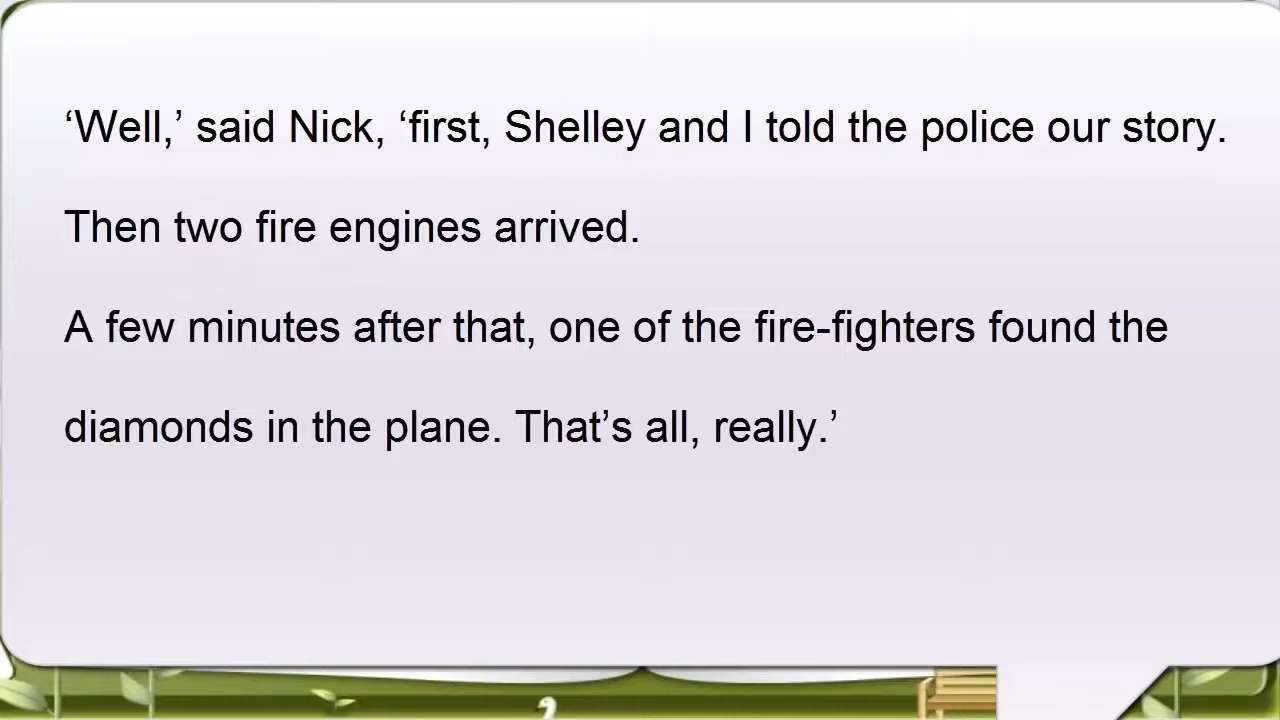 ‘Well,’ said Nick, ‘first, Shelley and I told the police our story.
Then two fire engines arrived.
A few minutes after that, one of the fire-fighters found the
diamonds in the plane. That’s all, really.’